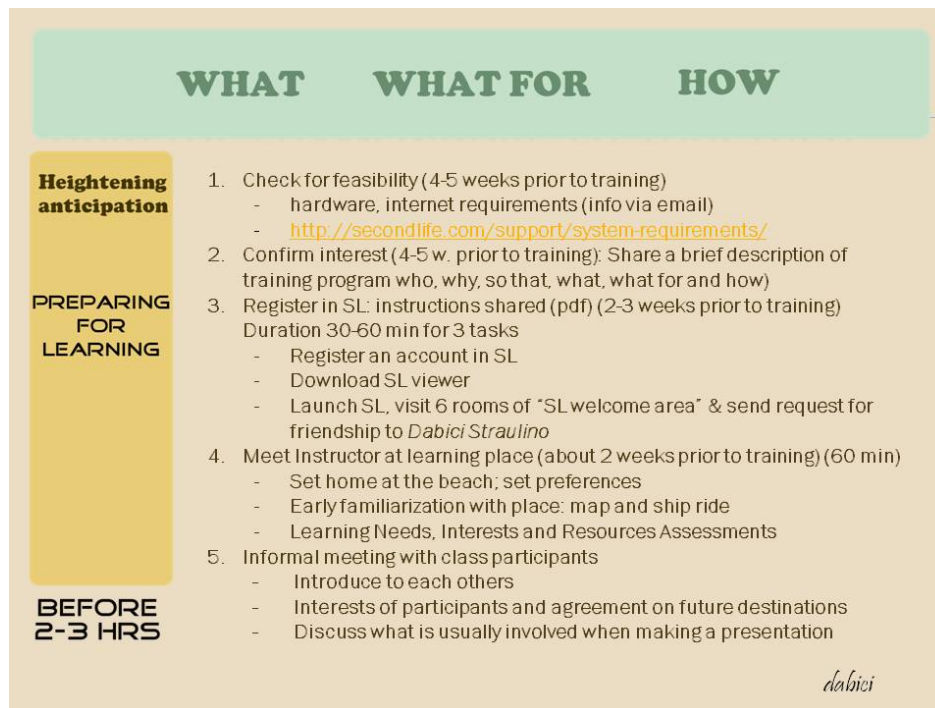 WHAT WHAT FOR HOW
Heightening
anticipation
PREPARING
FOR
LEARNING
BEFORE
2-3 HRS
1. Check for feasibility (4-5 weeks prior to training)
- hardware, internet requirements (info via email)
- http://secondlife.com/support/system-requirements/
2. Confirm interest (4-5 w. prior to training): Share a brief description of
training program who, why, so that, what, what for and how)
3. Register in SL: instructions shared (pdf) (2-3 weeks prior to training)
Duration 30-60 min for 3 tasks
- Register an account in SL
- Download SL viewer
- Launch SL, visit 6 rooms of “SL welcome area” & send request for
friendship to Dabici Straulino
4. Meet Instructor at learning place (about 2 weeks prior to training) (60 min)
- Set home at the beach; set preferences
- Early familiarization with place: map and ship ride
- Learning Needs, Interests and Resources Assessments
5. Informal meeting with class participants
- Introduce to each others
- Interests of participants and agreement on future destinations
- Discuss what is usually involved when making a presentation
dabici